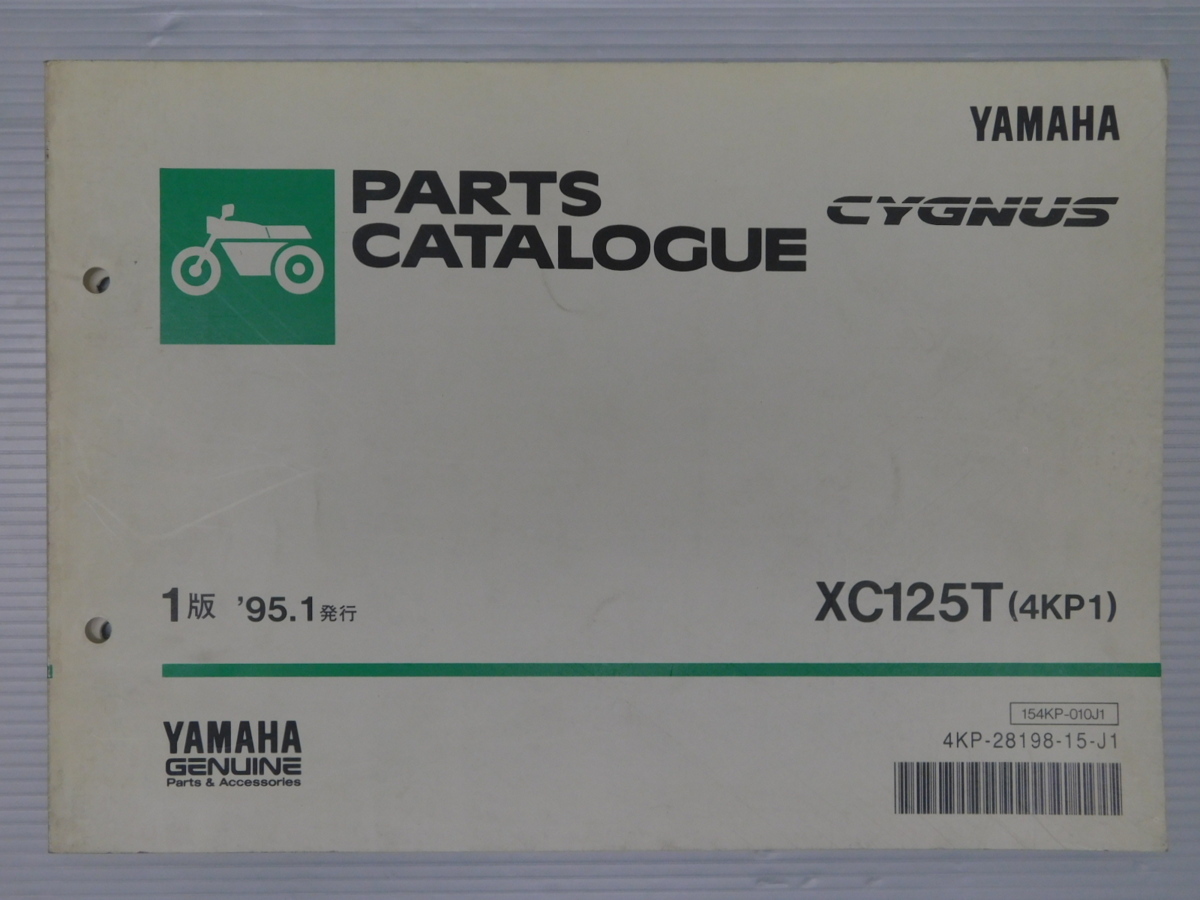 YAMAHA
PARTS
CATALOGUE
CYGNUS
1版 '95.1発行
XC125T(4KP1)
154KP-010J1
4KP-28198-15-J1
YAMAHA
GENUINE
Parts & Accessories